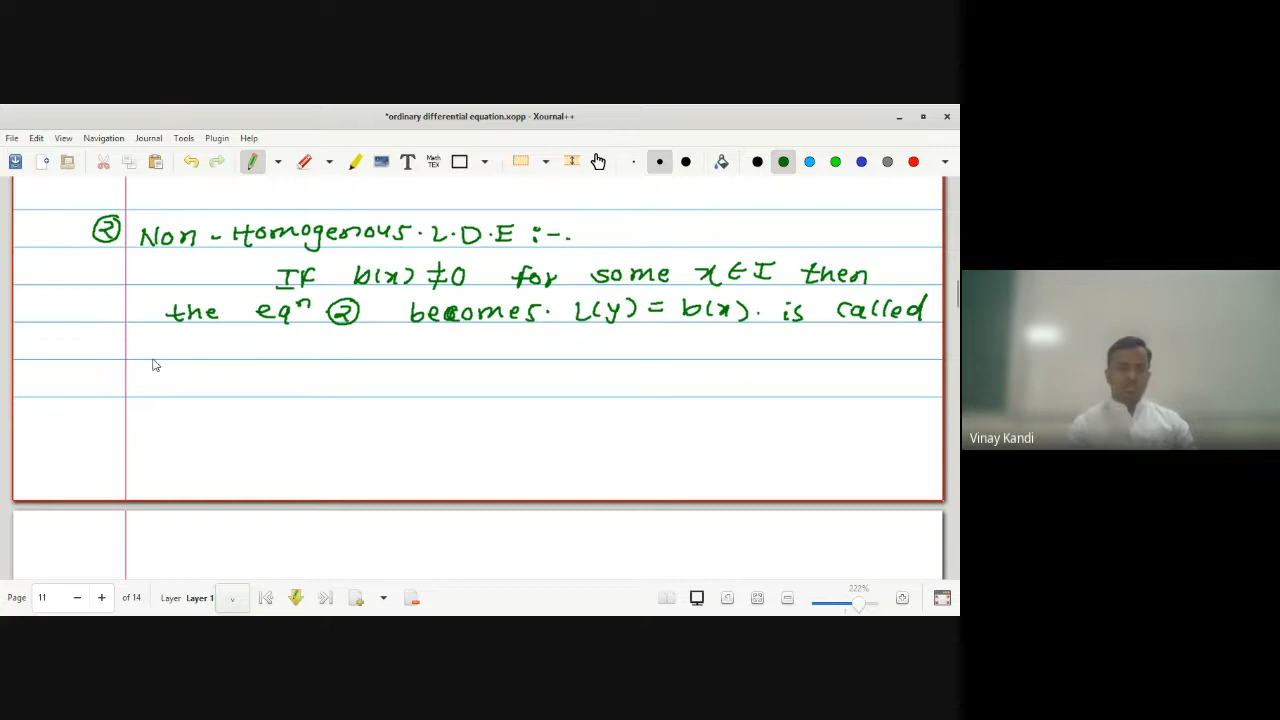 *ordinary differential equation.xopp - Xournal++
File Edit View Navigation Journal Tools Plugin Help
② Non - Homogenous. L.D.E :-.
If b(x) ≠ 0 for some x ∈ I then
the eqⁿ ② becomes. L(y) = b(x). is called
Vinay Kandi
Page 11 of 14 Layer Layer 1 222%